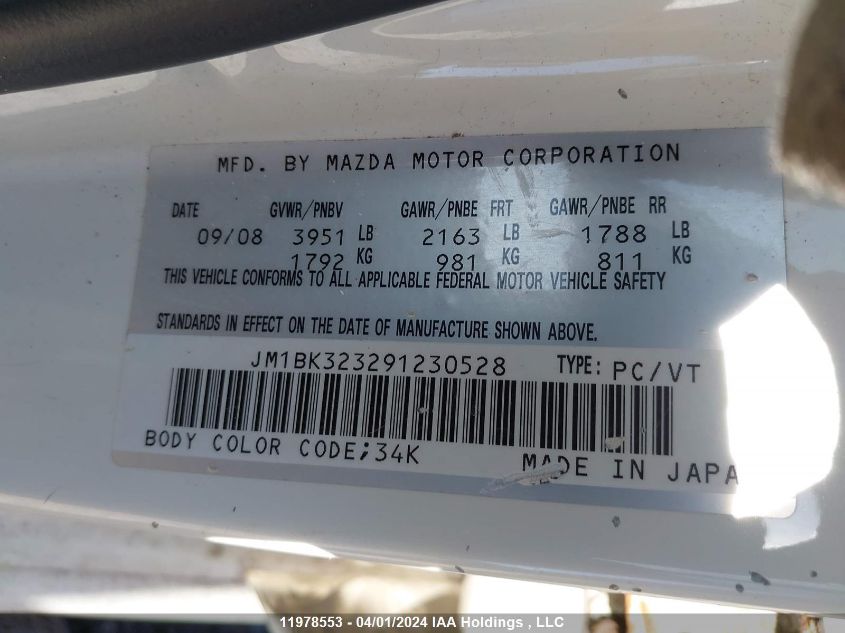 MFD. BY MAZDA MOTOR CORPORATION
DATE GVWR/PNBV GAWR/PNBE FRT GAWR/PNBE RR
09/08 3951 LB 2163 LB 1788 LB
1792 KG 981 KG 811 KG
THIS VEHICLE CONFORMS TO ALL APPLICABLE FEDERAL MOTOR VEHICLE SAFETY
STANDARDS IN EFFECT ON THE DATE OF MANUFACTURE SHOWN ABOVE.
JM1BK323291230528 TYPE: PC/VT
BODY COLOR CODE;34K
MADE IN JAPA
11978553 - 04/01/2024 IAA Holdings , LLC